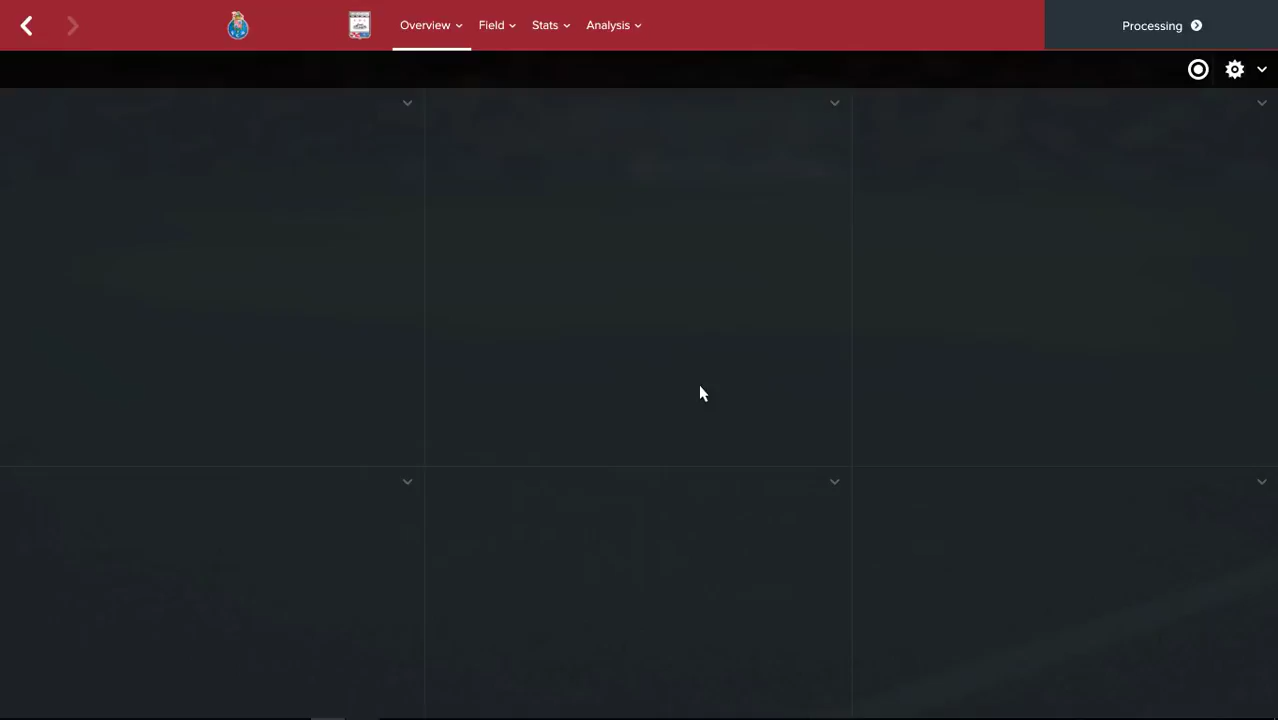 Overview
Field
Stats
Analysis
Processing